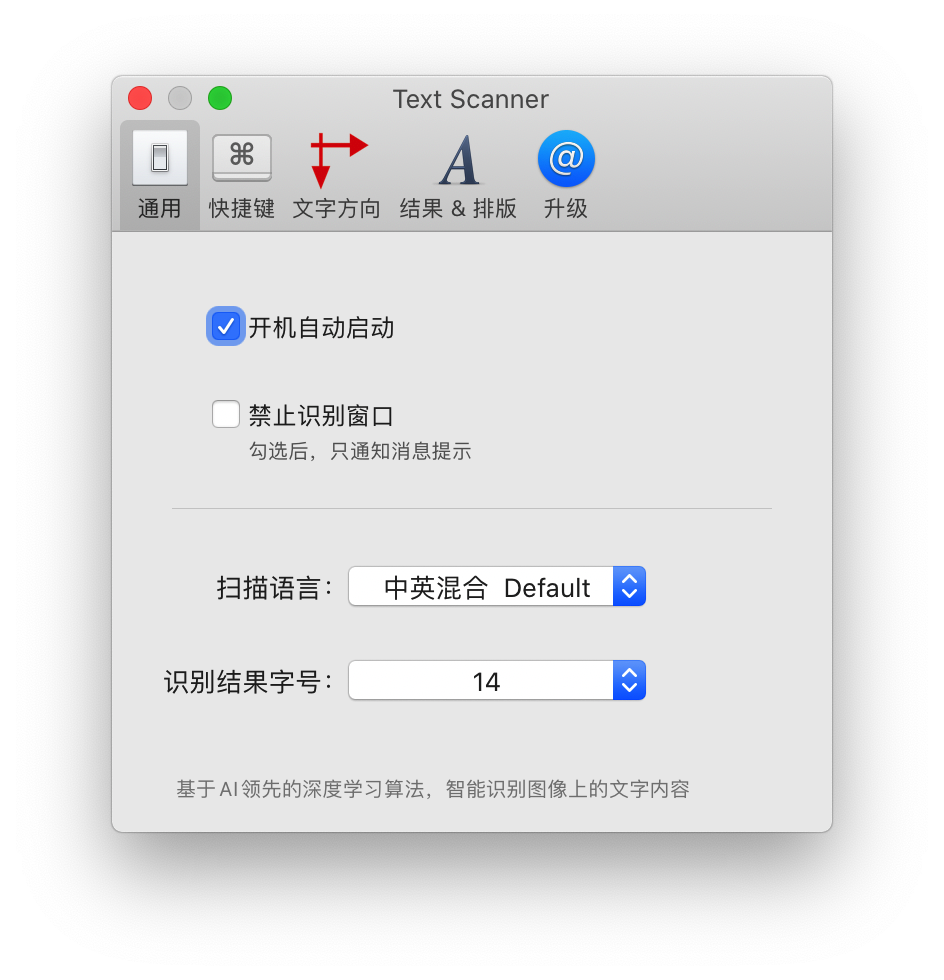 Text Scanner
⌘
@
A
通用 快捷键 文字方向 结果 & 排版 升级
开机自动启动
禁止识别窗口
勾选后，只通知消息提示
扫描语言： 中英混合 Default
识别结果字号： 14
基于AI领先的深度学习算法，智能识别图像上的文字内容